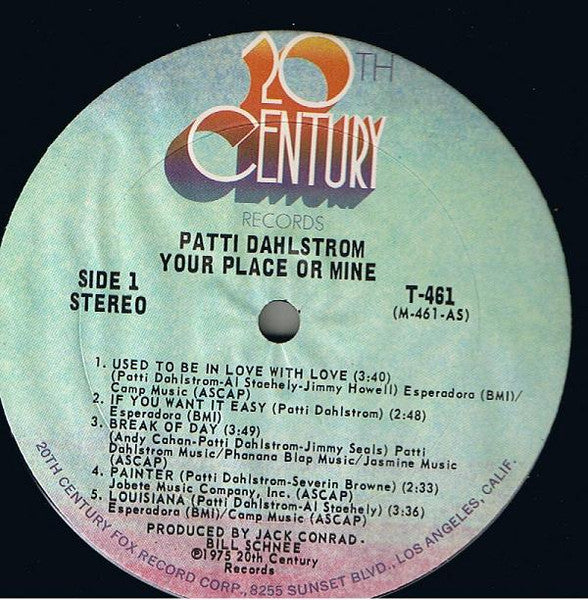 20TH
CENTURY
RECORDS
PATTI DAHLSTROM
YOUR PLACE OR MINE
SIDE 1
STEREO
T-461
(M-461-AS)
1. USED TO BE IN LOVE WITH LOVE (3:40)
(Patti Dahlstrom-Al Staehely-Jimmy Howell) Esperadora (BMI)/
Camp Music (ASCAP)
2. IF YOU WANT IT EASY (Patti Dahlstrom) (2:48)
Esperadora (BMI)
3. BREAK OF DAY (3:49)
(Andy Cahan-Patti Dahlstrom-Jimmy Seals) Patti
Dahlstrom Music/Phanana Blap Music/Jasmine Music
(ASCAP)
4. PAINTER (Patti Dahlstrom-Severin Browne) (2:33)
Jobete Music Company, Inc. (ASCAP)
5. LOUISIANA (Patti Dahlstrom-Al Staehely) (3:36)
Esperadora (BMI)/Camp Music (ASCAP)
PRODUCED BY JACK CONRAD-
BILL SCHNEE
℗1975 20th Century
Records
20TH CENTURY FOX RECORD CORP., 8255 SUNSET BLVD., LOS ANGELES, CALIF.